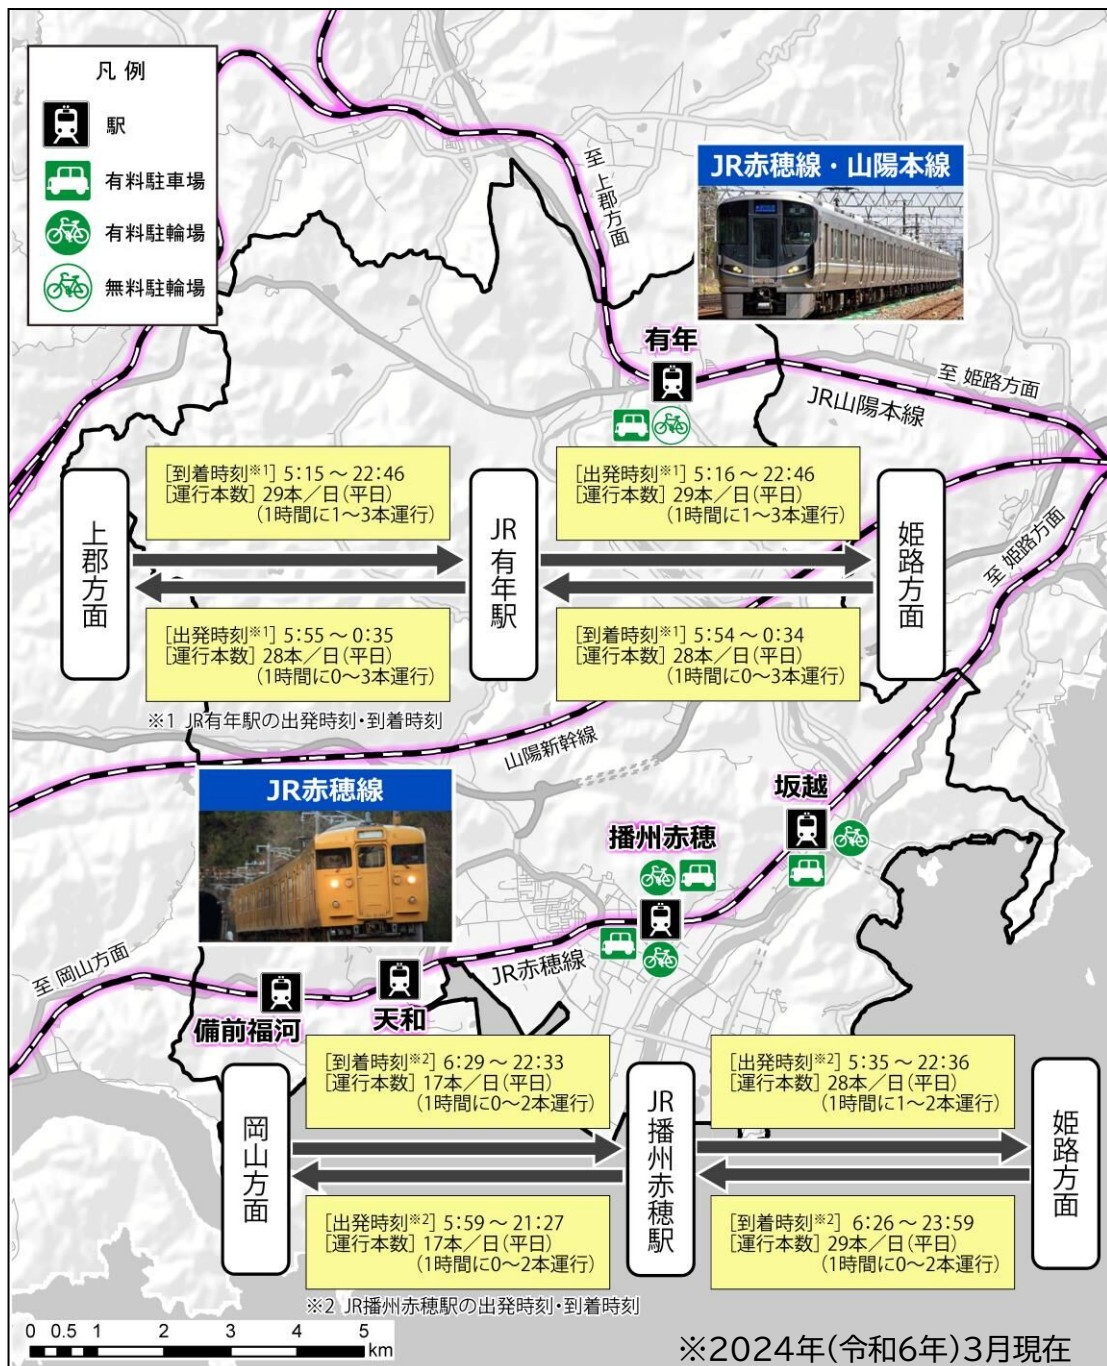 凡 例
駅
有料駐車場
有料駐輪場
無料駐輪場
至 上郡方面
JR赤穂線・山陽本線
有年
至 姫路方面
JR山陽本線
至 姫路方面
上郡方面
[到着時刻※1] 5:15～22:46
[運行本数] 29本／日(平日)
(1時間に1～3本運行)
[出発時刻※1] 5:55～0:35
[運行本数] 28本／日(平日)
(1時間に0～3本運行)
JR有年駅
[出発時刻※1] 5:16～22:46
[運行本数] 29本／日(平日)
(1時間に1～3本運行)
[到着時刻※1] 5:54～0:34
[運行本数] 28本／日(平日)
(1時間に0～3本運行)
姫路方面
※1 JR有年駅の出発時刻・到着時刻
山陽新幹線
JR赤穂線
坂越
播州赤穂
至 岡山方面
JR赤穂線
天和
備前福河
岡山方面
[到着時刻※2] 6:29～22:33
[運行本数] 17本／日(平日)
(1時間に0～2本運行)
[出発時刻※2] 5:59～21:27
[運行本数] 17本／日(平日)
(1時間に0～2本運行)
JR播州赤穂駅
[出発時刻※2] 5:35～22:36
[運行本数] 28本／日(平日)
(1時間に1～2本運行)
[到着時刻※2] 6:26～23:59
[運行本数] 29本／日(平日)
(1時間に0～2本運行)
姫路方面
※2 JR播州赤穂駅の出発時刻・到着時刻
0 0.5 1 2 3 4 5
km
※2024年(令和6年)3月現在